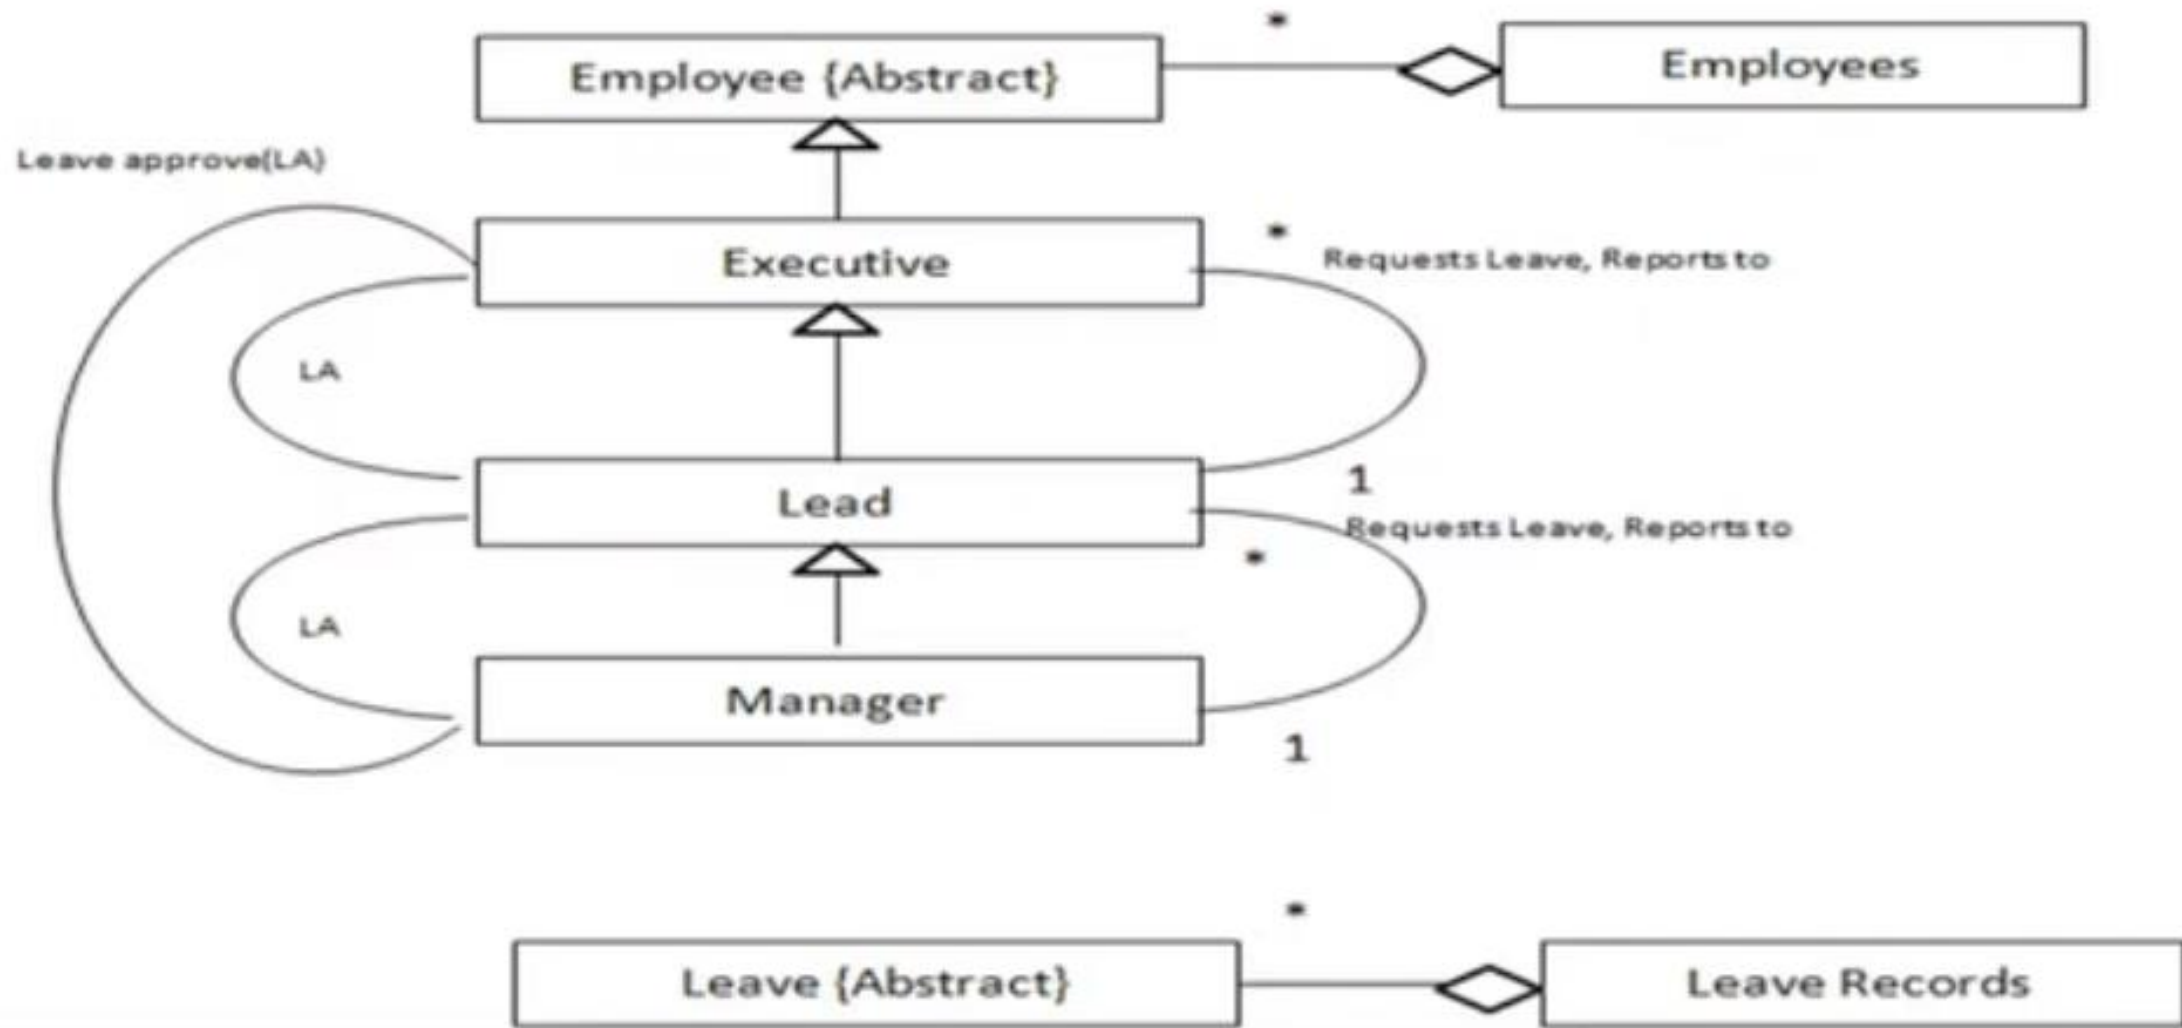 *
Employee {Abstract}
Employees
Leave approve(LA)
*
Executive
Requests Leave, Reports to
LA
1
Lead
Requests Leave, Reports to
*
LA
Manager
1
*
Leave {Abstract}
Leave Records